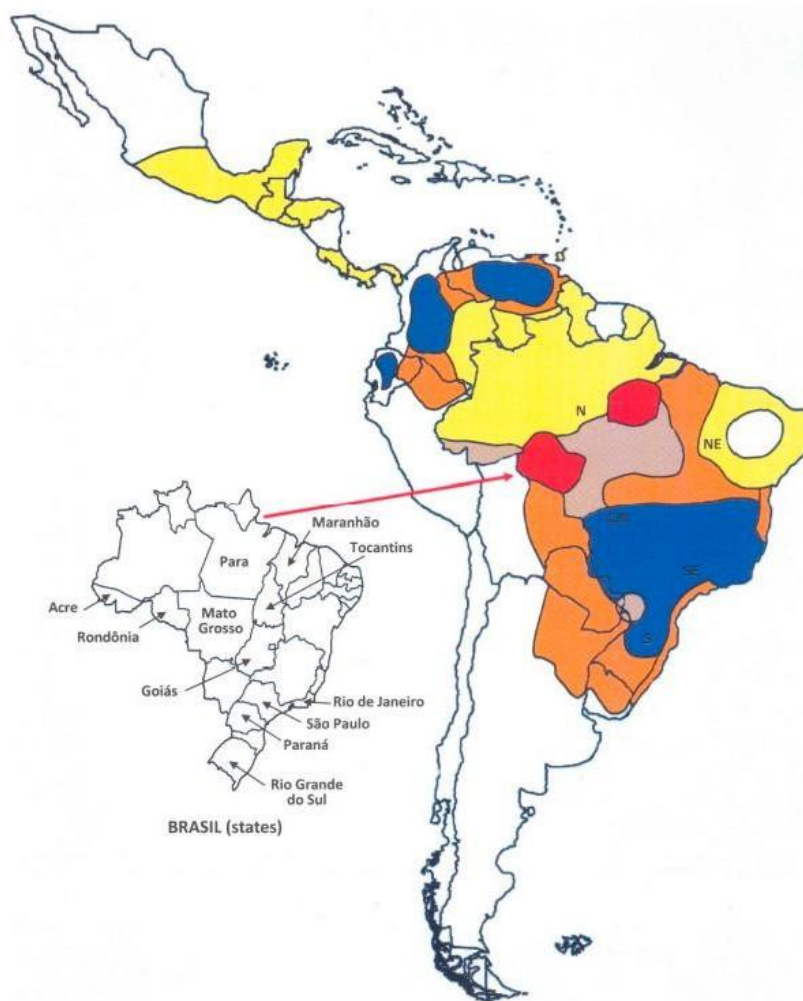 N
NE
SE
S
Maranhão
Para
Tocantins
Acre
Mato
Grosso
Rondônia
Goiás
Rio de Janeiro
São Paulo
Paraná
Rio Grande
do Sul
BRASIL (states)